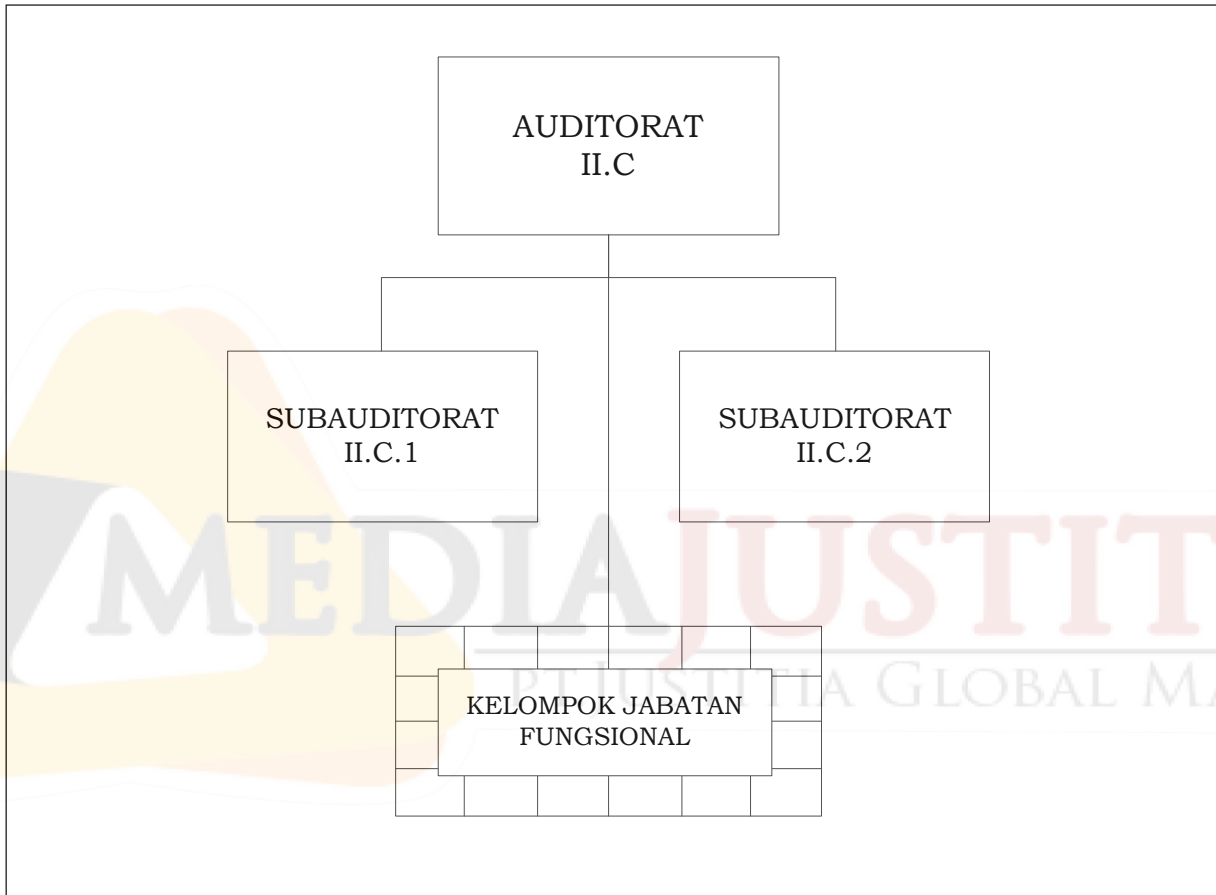 AUDITORAT
II.C
SUBAUDITORAT
II.C.1
SUBAUDITORAT
II.C.2
MEDIAJUSTIT
PT JUSTITIA GLOBAL MA
KELOMPOK JABATAN
FUNGSIONAL